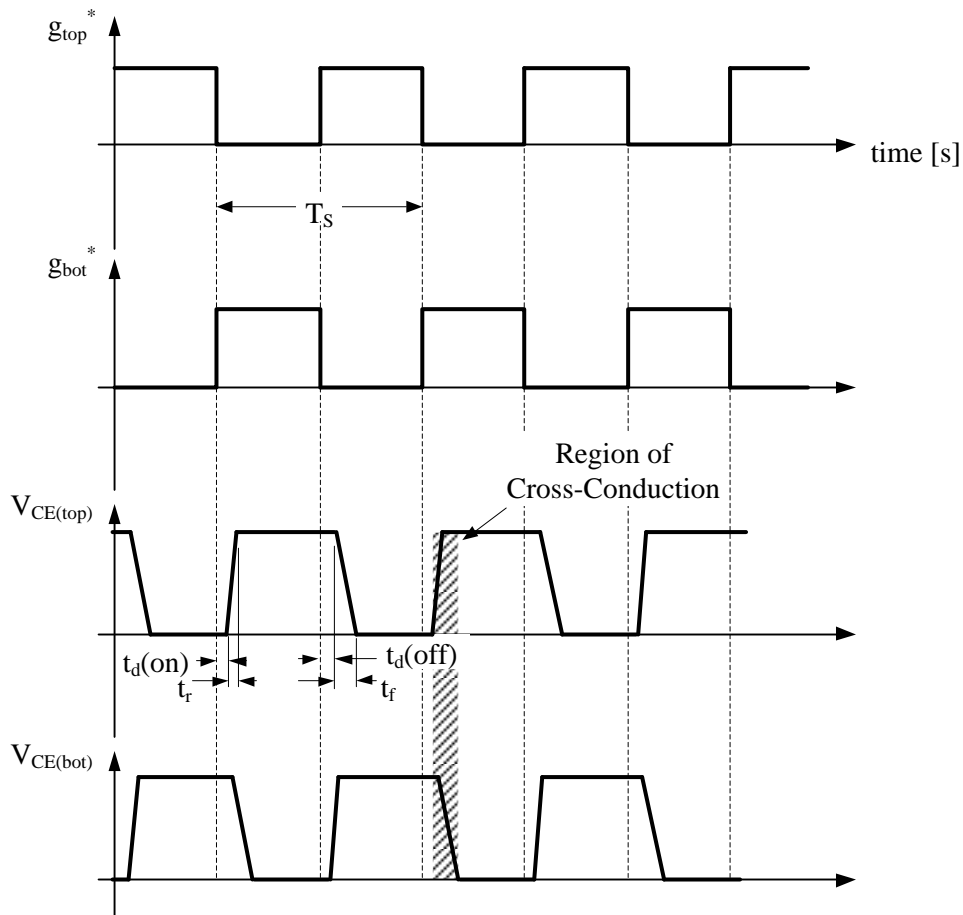 g_top*
time [s]
T_S
g_bot*
Region of
Cross-Conduction
V_CE(top)
t_d(on)
t_d(off)
t_r
t_f
V_CE(bot)